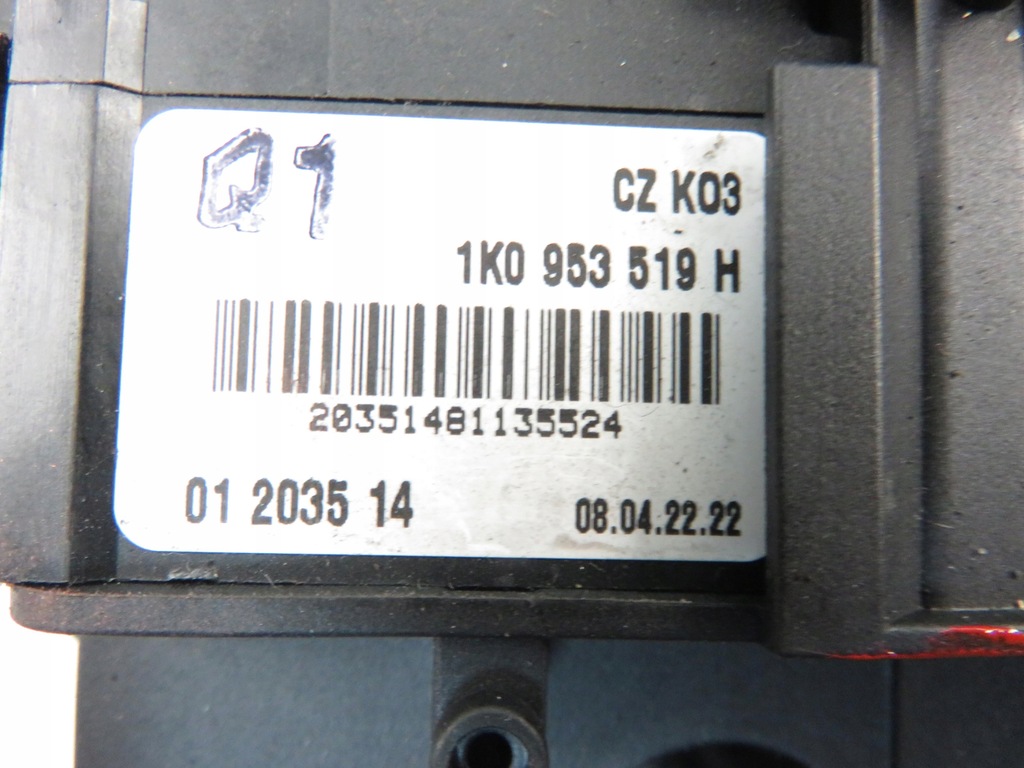 Q1
CZ K03
1K0 953 519 H
20351481135524
01 2035 14
08.04.22.22